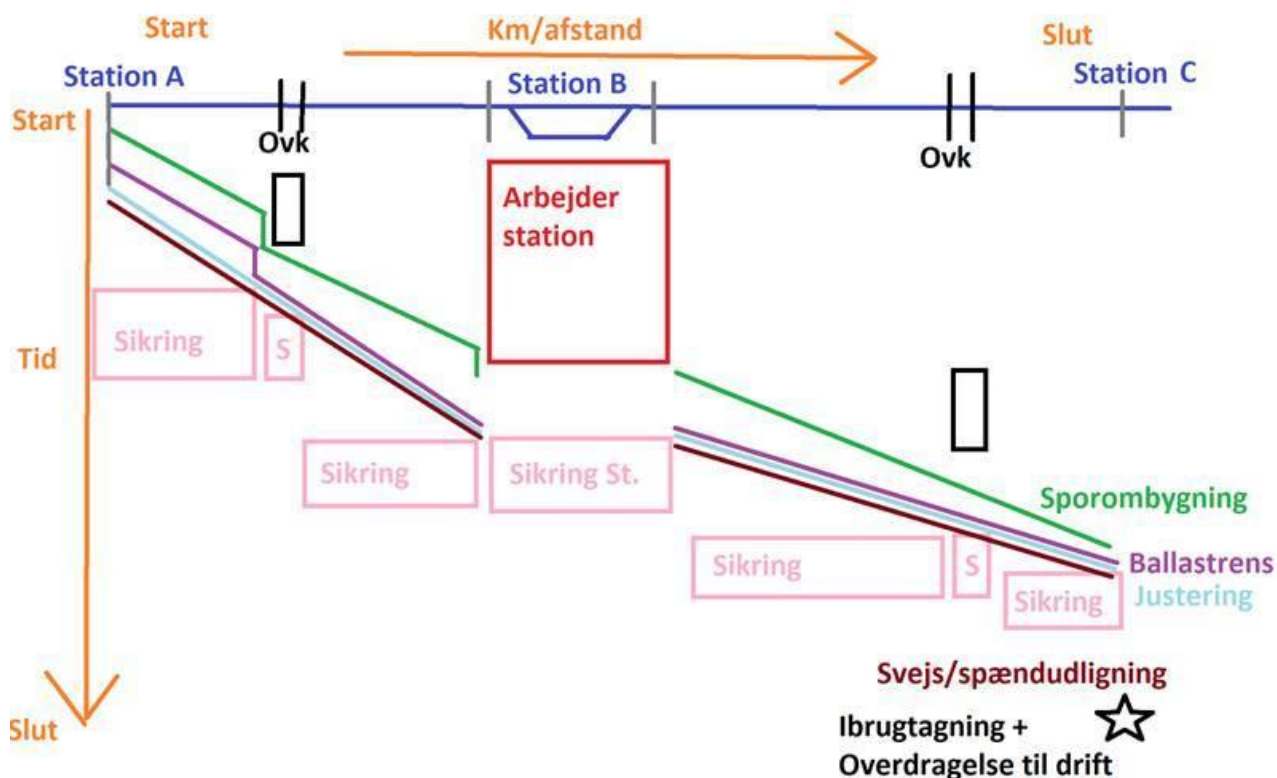 Start
Km/afstand
Slut
Station A
Station B
Station C
Start
Ovk
Ovk
Arbejder
station
Sikring
S
Tid
Sikring
Sikring St.
Sporombygning
Sikring
S
Ballastrens
Sikring
Justering
Svejs/spændudligning
Slut
Ibrugtagning +
Overdragelse til drift